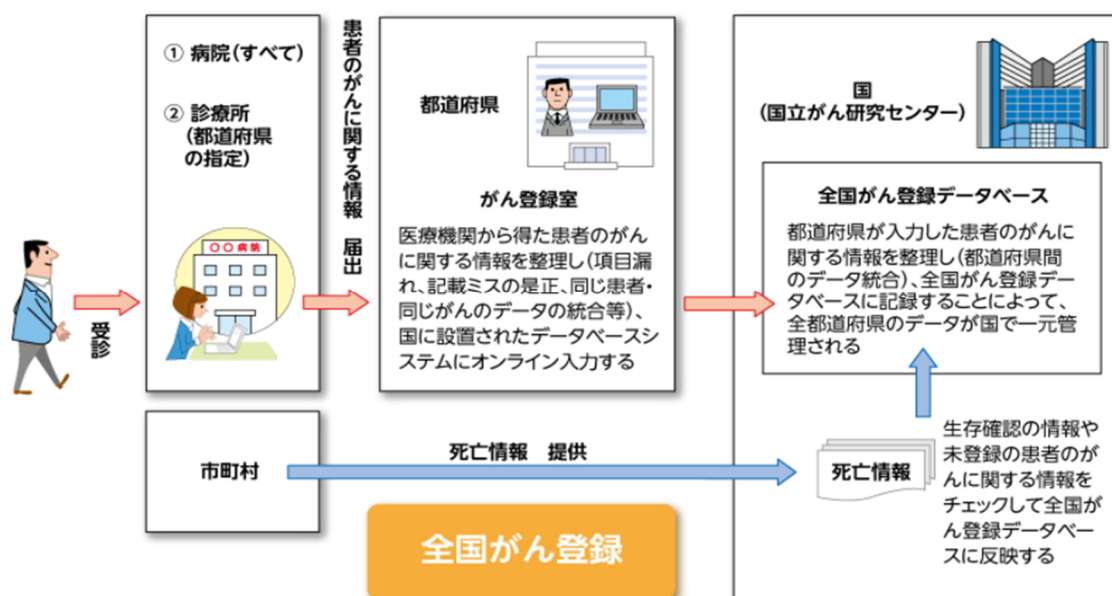 ① 病院(すべて)
② 診療所
(都道府県
の指定)
〇〇病院
受診
患者のがんに関する情報 届出
都道府県
がん登録室
医療機関から得た患者のがん
に関する情報を整理し(項目漏
れ、記載ミスの是正、同じ患者・
同じがんのデータの統合等)、
国に設置されたデータベースシ
ステムにオンライン入力する
国
(国立がん研究センター)
全国がん登録データベース
都道府県が入力した患者のがんに
関する情報を整理し(都道府県間
のデータ統合)、全国がん登録デー
タベースに記録することによって、
全都道府県のデータが国で一元管
理される
市町村
死亡情報 提供
死亡情報
生存確認の情報や
未登録の患者のが
んに関する情報を
チェックして全国が
ん登録データベー
スに反映する
全国がん登録